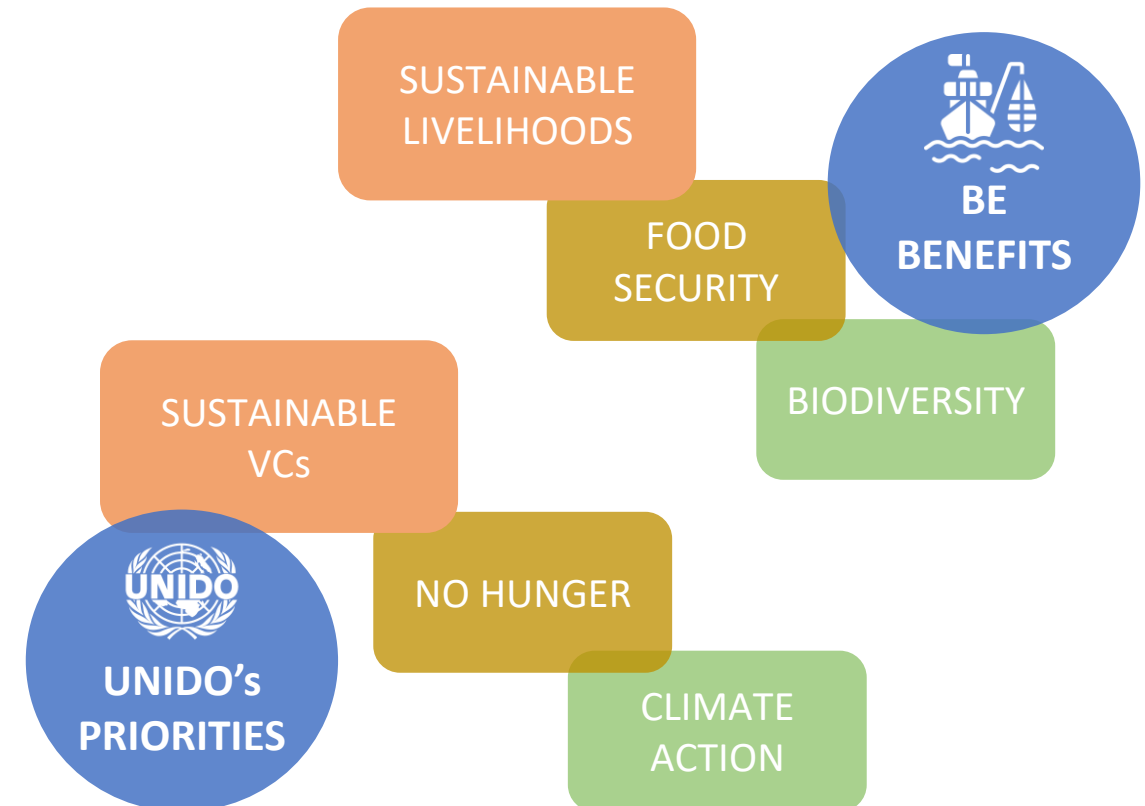 SUSTAINABLE
LIVELIHOODS
FOOD
SECURITY
BE
BENEFITS
BIODIVERSITY
SUSTAINABLE
VCs
NO HUNGER
CLIMATE
ACTION
UNIDO
UNIDO's
PRIORITIES